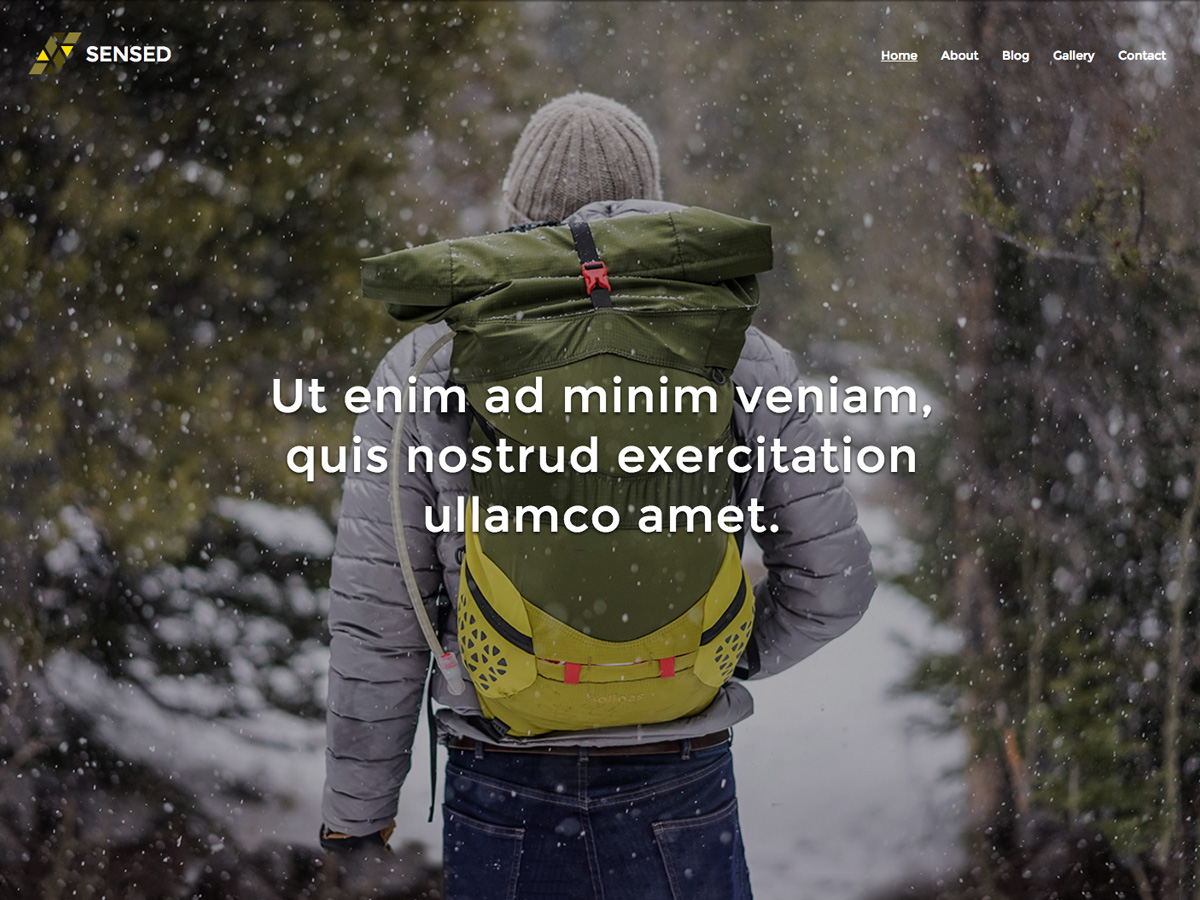 SENSED
Home About Blog Gallery Contact
Ut enim ad minim veniam,
quis nostrud exercitation
ullamco amet.